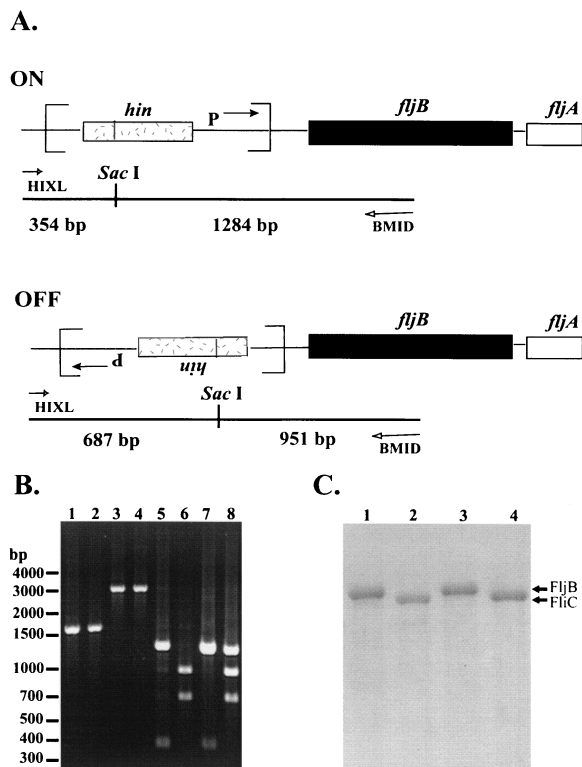 A.
ON
hin
P
fljB
fljA
HIXL
Sac I
BMID
354 bp
1284 bp
OFF
fljB
fljA
P
hin
HIXL
Sac I
BMID
687 bp
951 bp
B.
1 2 3 4 5 6 7 8
bp
4000
3000
2000
1500
1000
700
500
400
300
C.
1 2 3 4
FljB
FliC